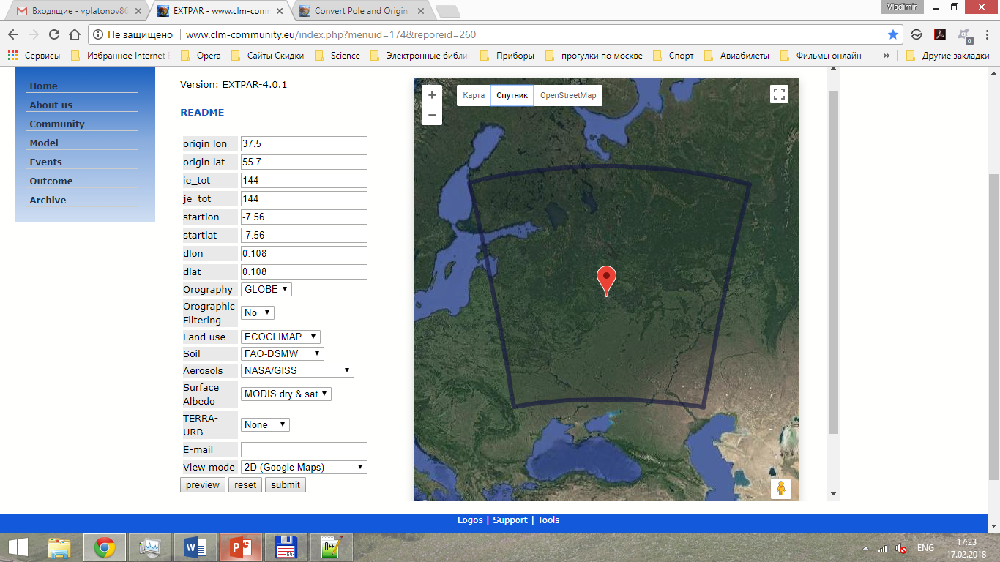 Входящие - vplatonov86
EXTPAR - www.clm-comm
Convert Pole and Origin
Vladimir
Не защищено
www.clm-community.eu/index.php?menuid=174&reporeid=260
0
Сервисы
Избранное Internet E
Opera
Сайты Скидки
Science
Электронные библи
Приборы
прогулки по москве
Спорт
Авиабилеты
Фильмы онлайн
»
Другие закладки
Home
About us
Community
Model
Events
Outcome
Archive
Version: EXTPAR-4.0.1
README
origin lon 37.5
origin lat 55.7
ie_tot 144
je_tot 144
startlon -7.56
startlat -7.56
dlon 0.108
dlat 0.108
Orography GLOBE
Orographic
Filtering No
Land use ECOCLIMAP
Soil FAO-DSMW
Aerosols NASA/GISS
Surface
Albedo MODIS dry & sat
TERRA-
URB None
E-mail
View mode 2D (Google Maps)
preview reset submit
+
−
Карта Спутник OpenStreetMap
Logos | Support | Tools
ENG
17:23
17.02.2018